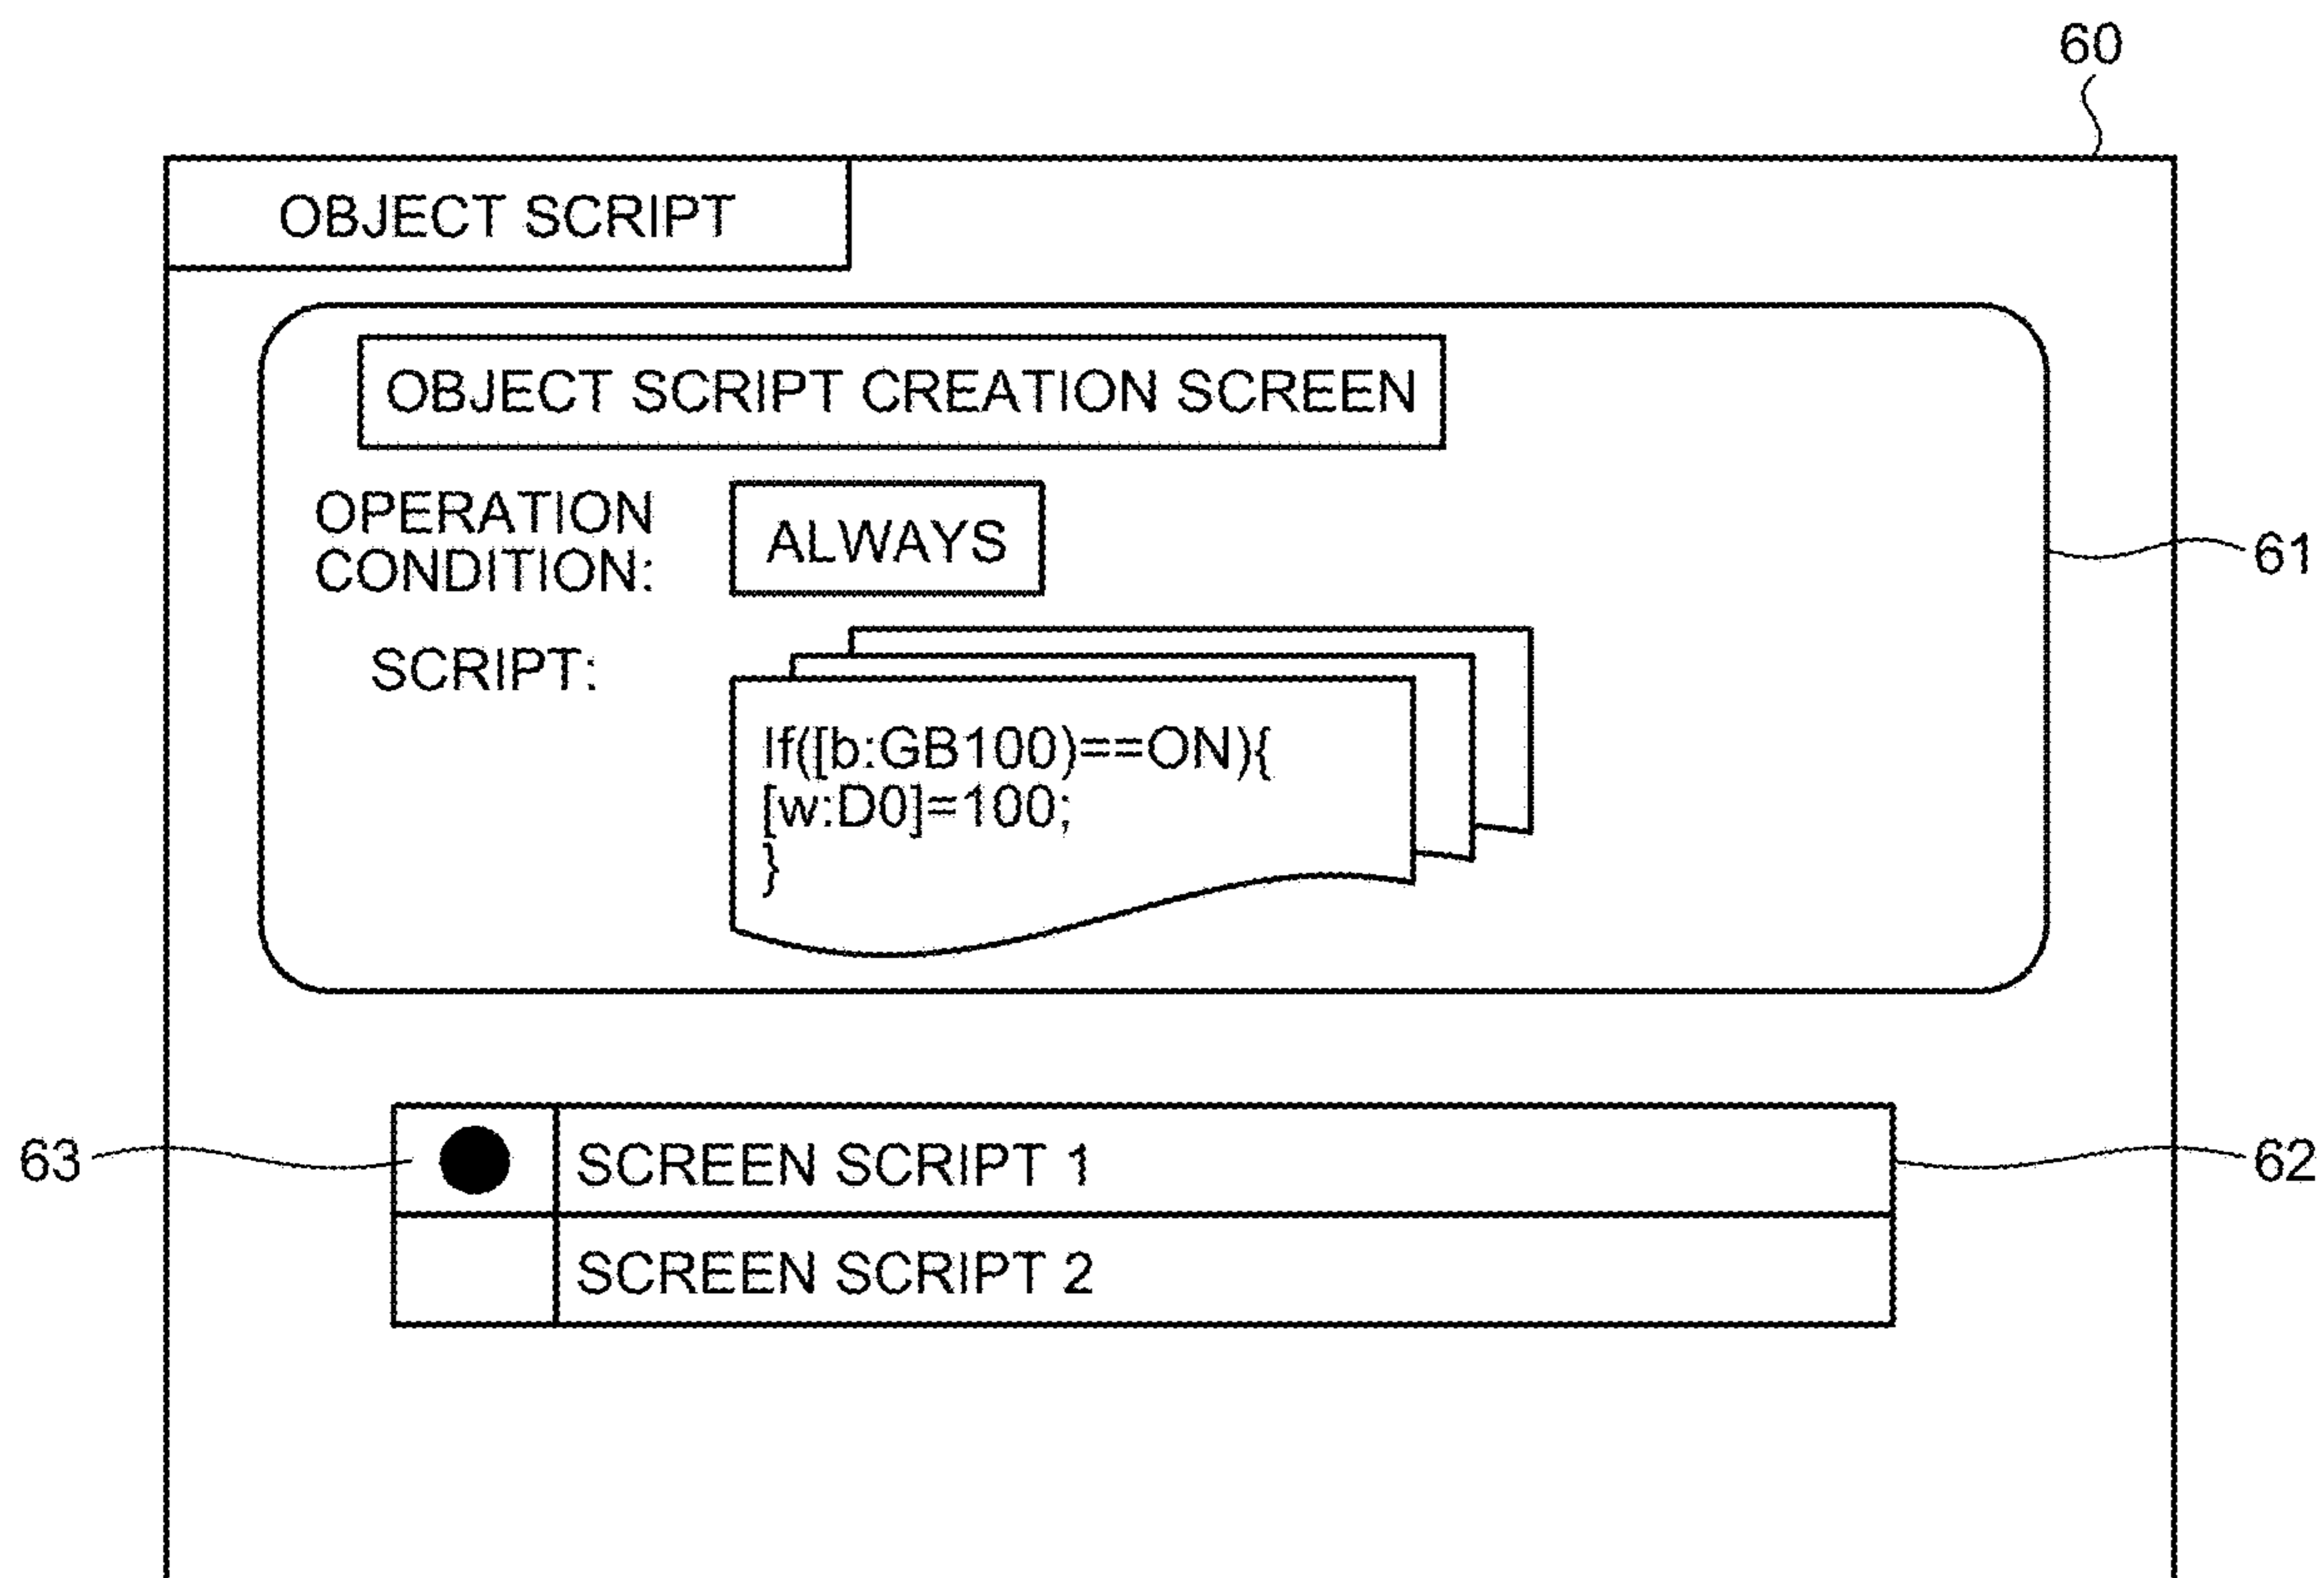 60
OBJECT SCRIPT
OBJECT SCRIPT CREATION SCREEN
OPERATION
CONDITION:
ALWAYS
61
SCRIPT:
If([b:GB100)==ON){
[w:D0]=100;
}
63
SCREEN SCRIPT 1
62
SCREEN SCRIPT 2